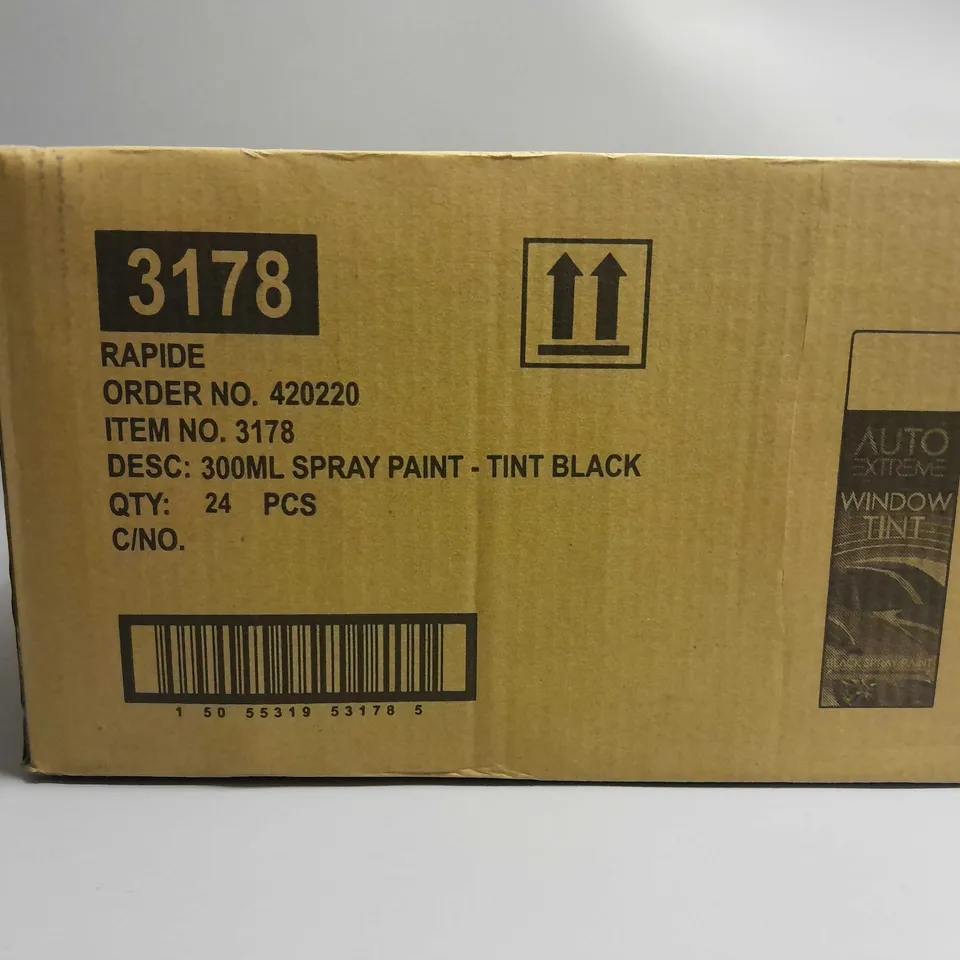 3178
RAPIDE
ORDER NO. 420220
ITEM NO. 3178
DESC: 300ML SPRAY PAINT - TINT BLACK
QTY: 24 PCS
C/NO.
1 50 55319 53178 5
AUTO
EXTREME
WINDOW
TINT
BLACK SPRAY PAINT